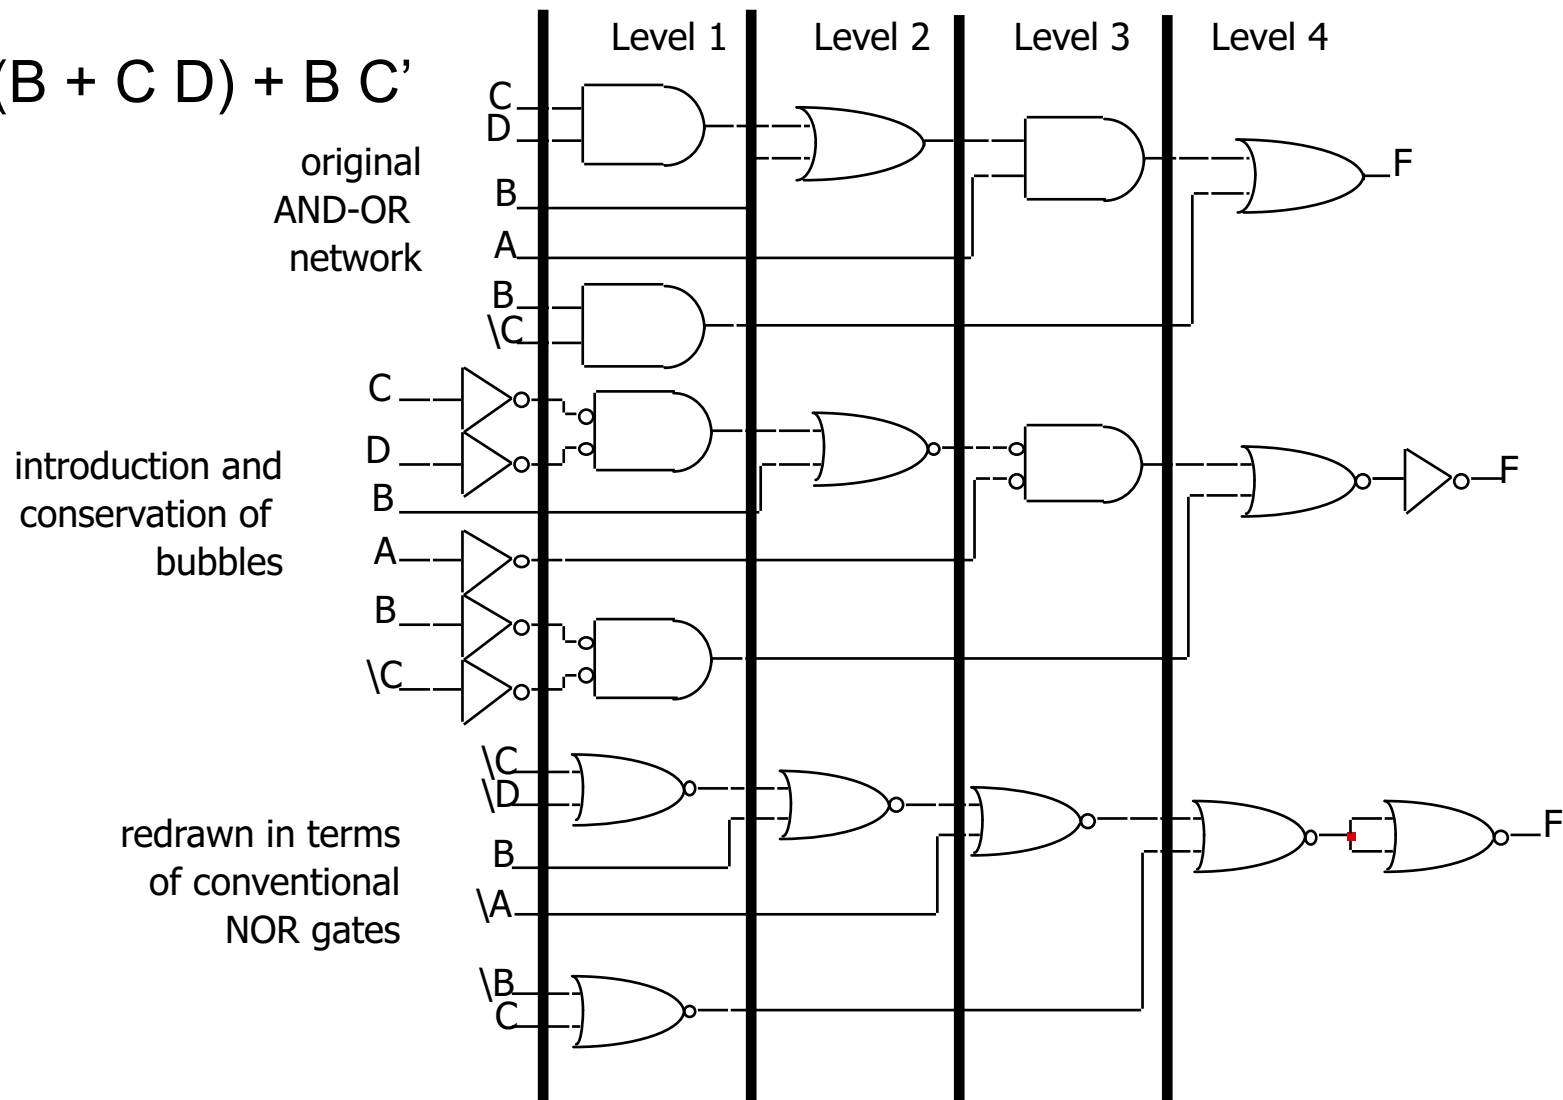 Level 1
Level 2
Level 3
Level 4
(B + C D) + B C’
original
AND-OR
network
C
D
B
A
B
\C
F
introduction and
conservation of
bubbles
C
D
B
A
B
\C
F
redrawn in terms
of conventional
NOR gates
\C
\D
B
\A
\B
C
F